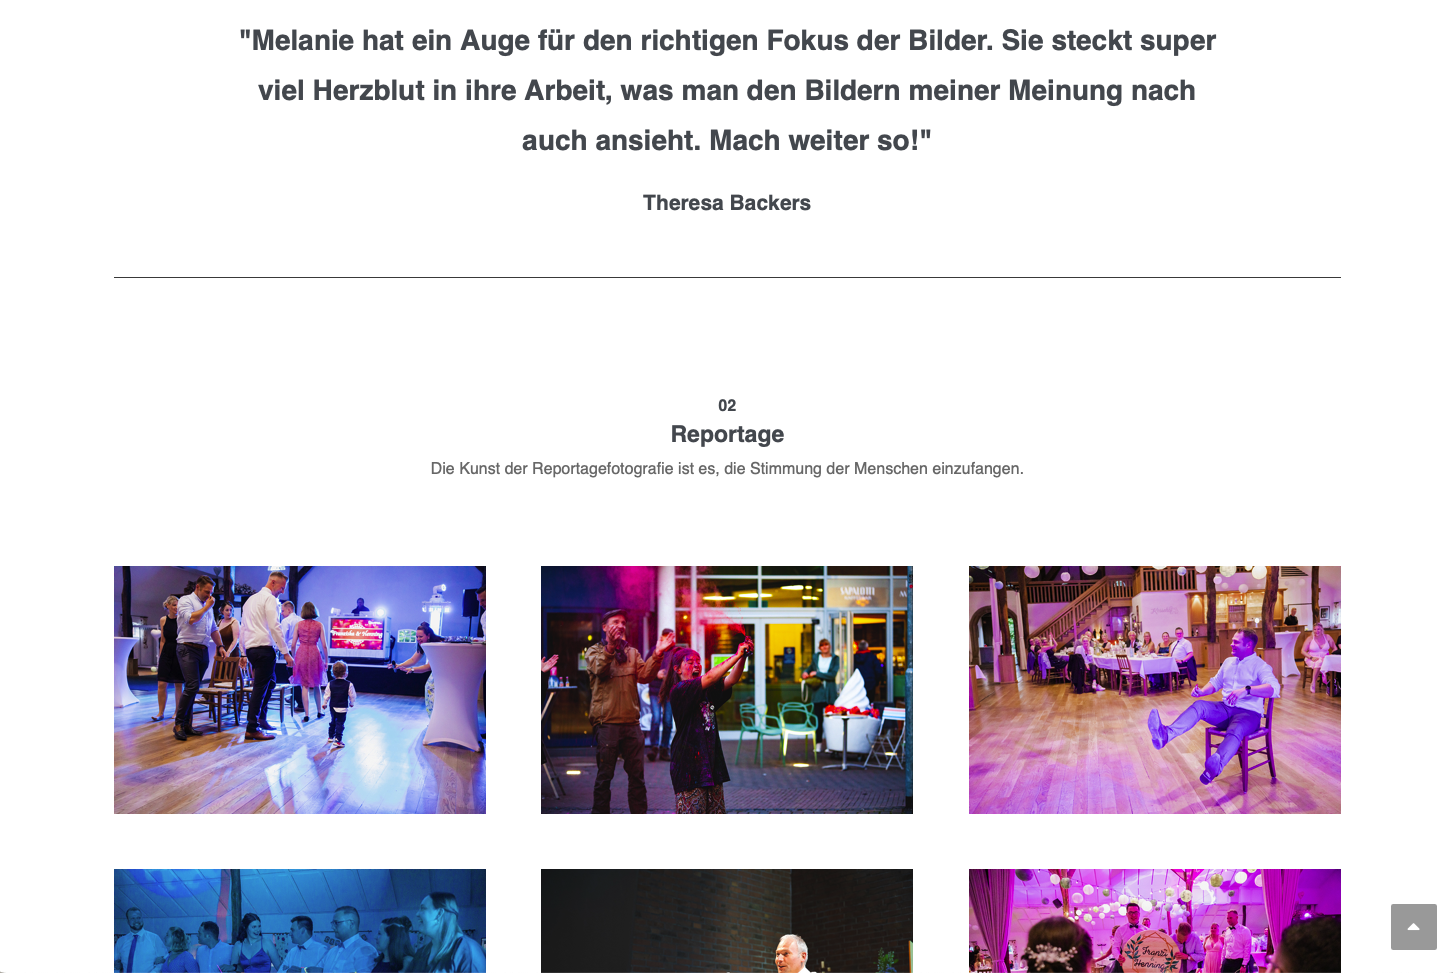 "Melanie hat ein Auge für den richtigen Fokus der Bilder. Sie steckt super
viel Herzblut in ihre Arbeit, was man den Bildern meiner Meinung nach
auch ansieht. Mach weiter so!"
Theresa Backers
02
Reportage
Die Kunst der Reportagefotografie ist es, die Stimmung der Menschen einzufangen.